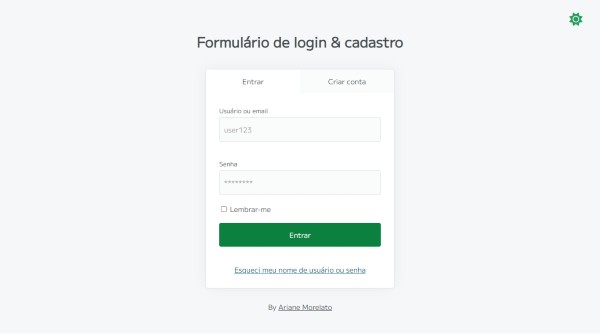 Formulário de login & cadastro
Entrar
Criar conta
Usuário ou email
user123
Senha
********
Lembrar-me
Entrar
Esqueci meu nome de usuário ou senha
By Ariane Morelato